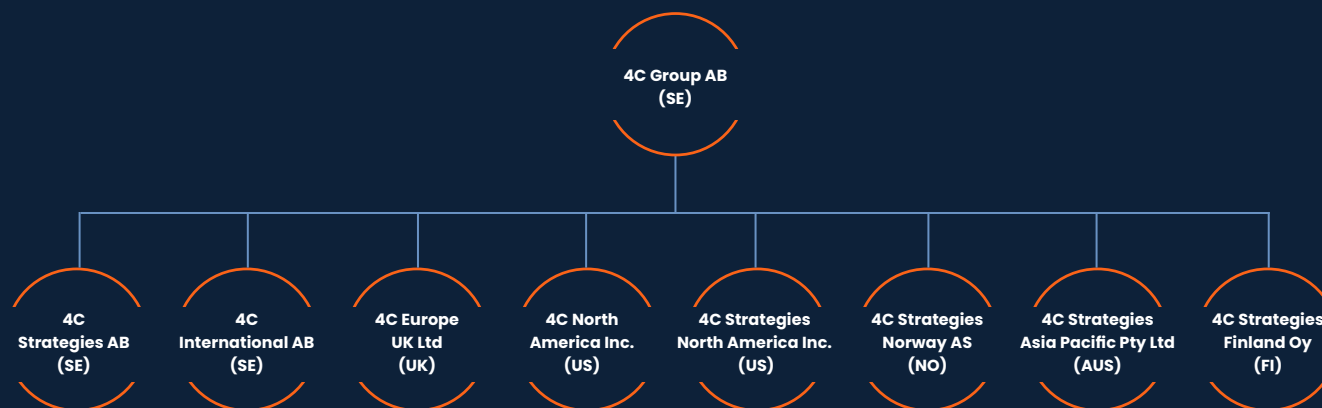 4C Group AB
(SE)
4C
Strategies AB
(SE)
4C
International AB
(SE)
4C Europe
UK Ltd
(UK)
4C North
America Inc.
(US)
4C Strategies
North America Inc.
(US)
4C Strategies
Norway AS
(NO)
4C Strategies
Asia Pacific Pty Ltd
(AUS)
4C Strategies
Finland Oy
(FI)